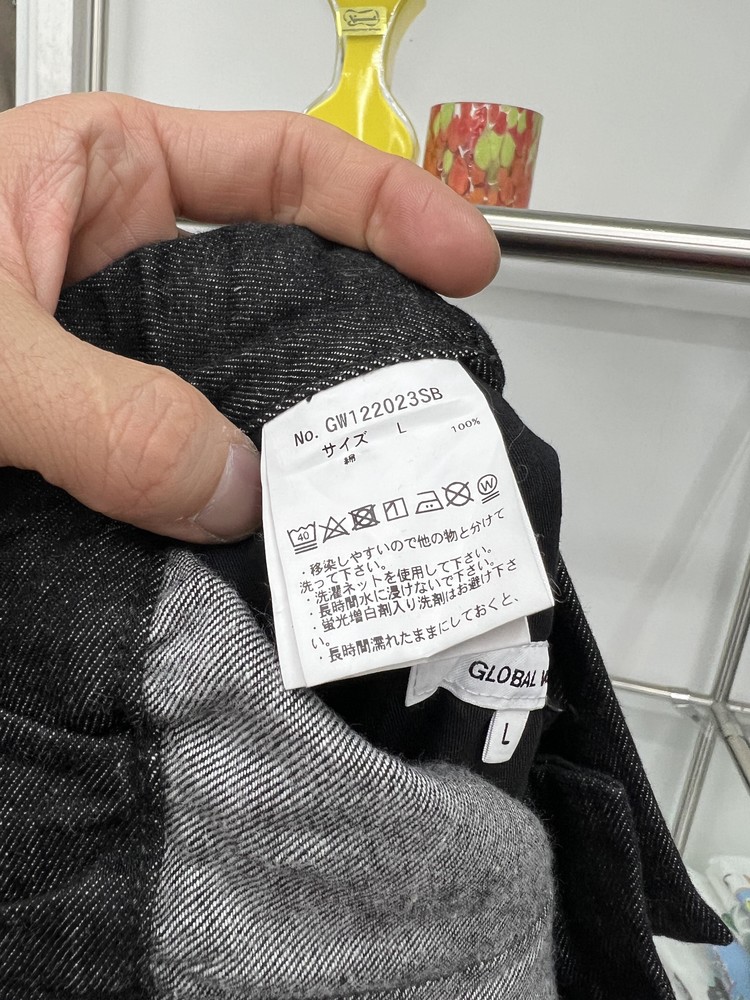 No. GW122023SB
サイズ L
綿 100%
40
W
・移染しやすいので他の物と分けて
洗って下さい。
・洗濯ネットを使用して下さい。
・長時間水に浸けないで下さい。
・蛍光増白剤入り洗剤はお避け下さ
い。
・長時間濡れたままにしておくと、
GLOBAL
L